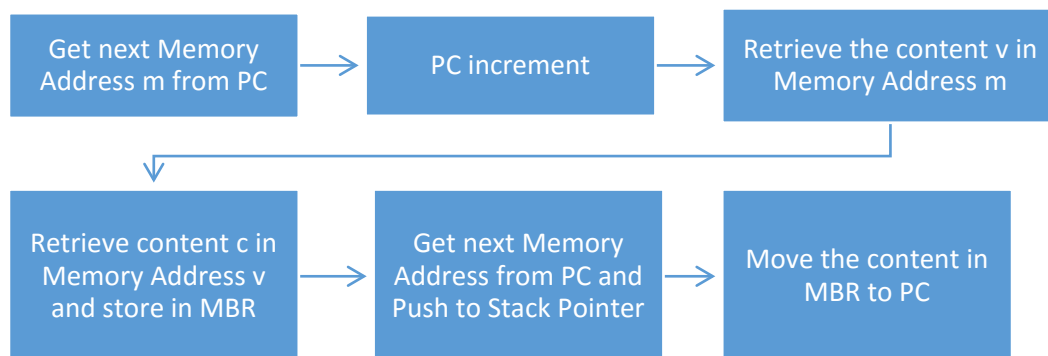 Get next Memory
Address m from PC
PC increment
Retrieve the content v in
Memory Address m
Retrieve content c in
Memory Address v
and store in MBR
Get next Memory
Address from PC and
Push to Stack Pointer
Move the content in
MBR to PC